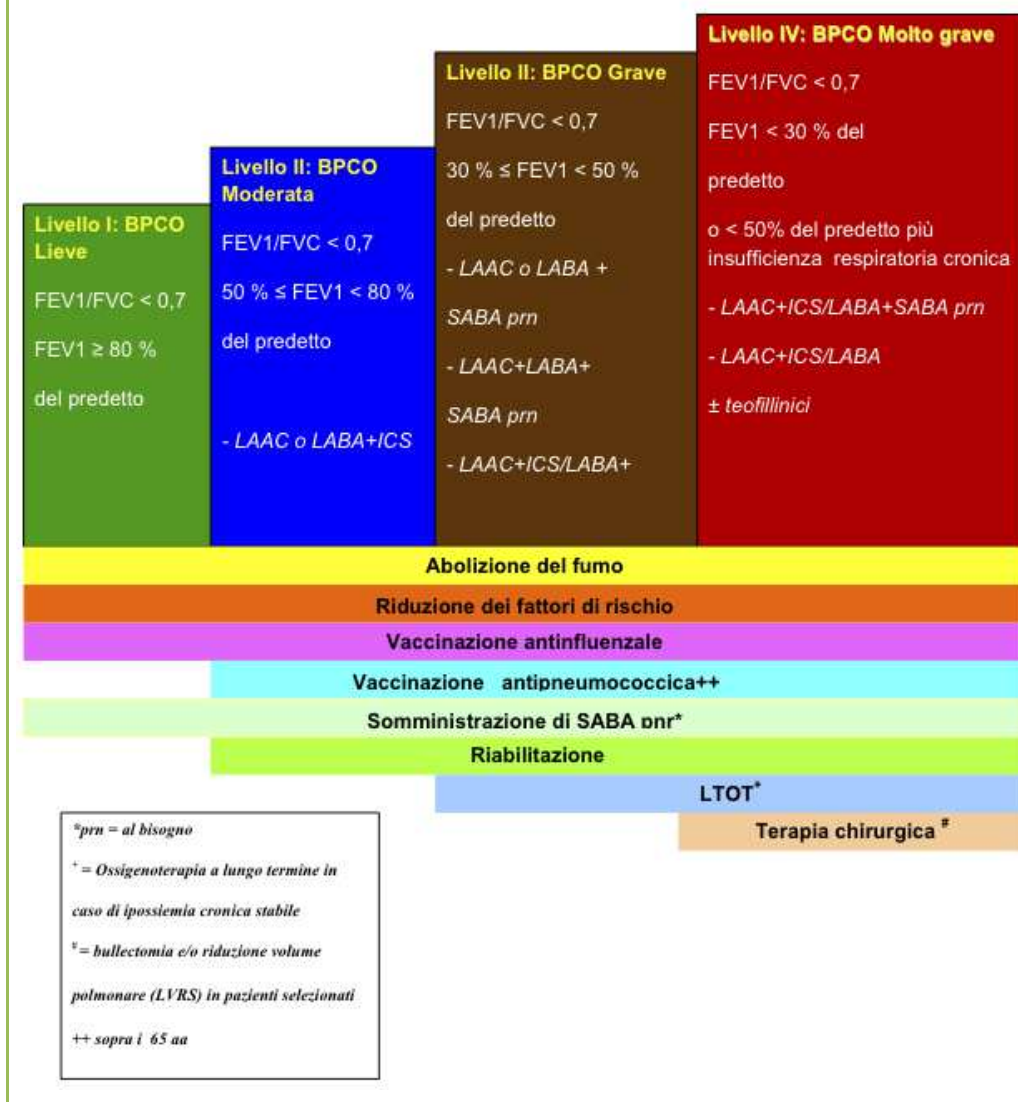 Livello I: BPCO
Lieve
FEV1/FVC < 0,7
FEV1 ≥ 80 %
del predetto
Livello II: BPCO
Moderata
FEV1/FVC < 0,7
50 % ≤ FEV1 < 80 %
del predetto
- LAAC o LABA+ICS
Livello II: BPCO Grave
FEV1/FVC < 0,7
30 % ≤ FEV1 < 50 %
del predetto
- LAAC o LABA +
SABA prn
- LAAC+LABA+
SABA prn
- LAAC+ICS/LABA+
Livello IV: BPCO Molto grave
FEV1/FVC < 0,7
FEV1 < 30 % del
predetto
o < 50% del predetto più
insufficienza respiratoria cronica
- LAAC+ICS/LABA+SABA prn
- LAAC+ICS/LABA
± teofillinici
Abolizione del fumo
Riduzione dei fattori di rischio
Vaccinazione antinfluenzale
Vaccinazione antipneumococcica++
Somministrazione di SABA pnr*
Riabilitazione
LTOT*
Terapia chirurgica #
*prn = al bisogno
+ = Ossigenoterapia a lungo termine in
caso di ipossiemia cronica stabile
# = bullectomia e/o riduzione volume
polmonare (LVRS) in pazienti selezionati
++ sopra i 65 aa